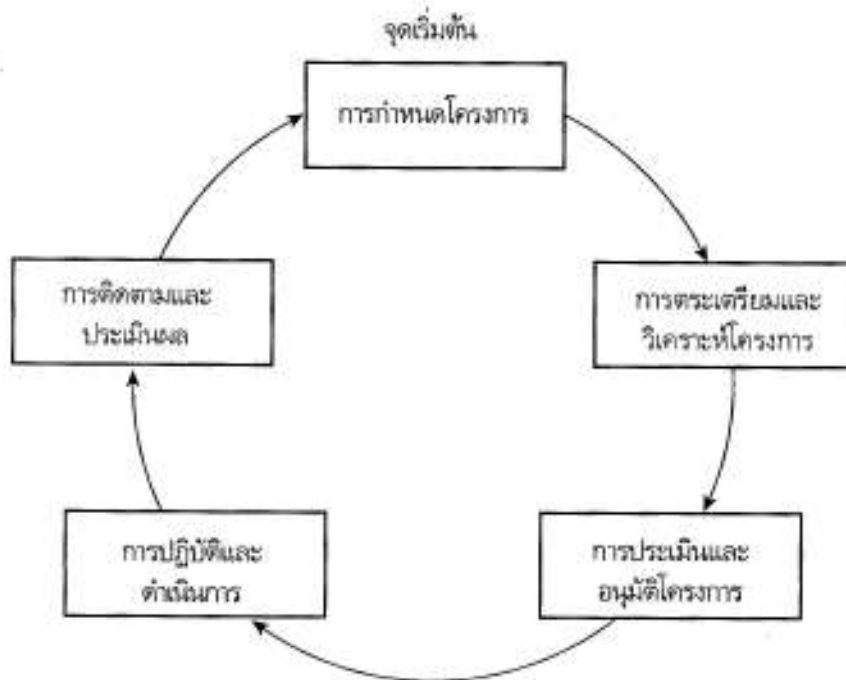 จุดเริ่มต้น
การกำหนดโครงการ
การตระเตรียมและ
วิเคราะห์โครงการ
การประเมินและ
อนุมัติโครงการ
การปฏิบัติและ
ดำเนินการ
การติดตามและ
ประเมินผล